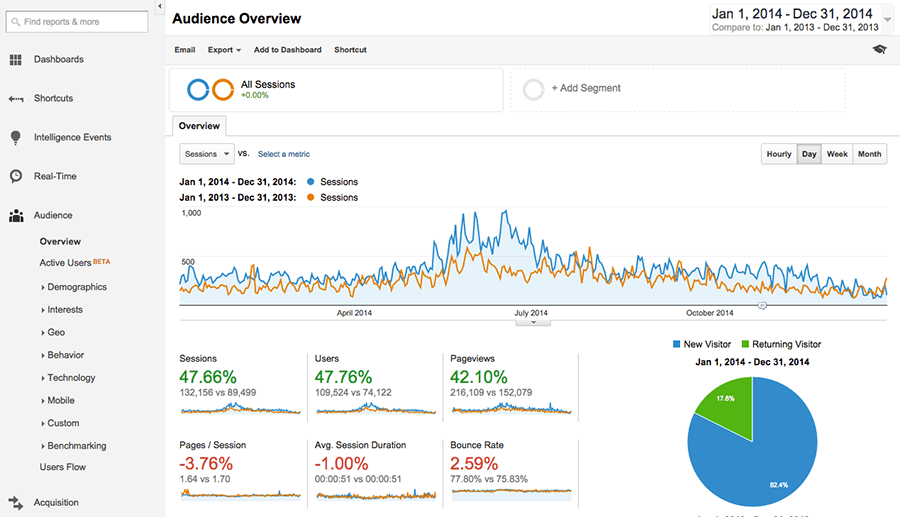 Find reports & more
Dashboards
Shortcuts
Intelligence Events
Real-Time
Audience
Overview
Active Users BETA
Demographics
Interests
Geo
Behavior
Technology
Mobile
Custom
Benchmarking
Users Flow
Acquisition
Audience Overview
Jan 1, 2014 - Dec 31, 2014
Compare to: Jan 1, 2013 - Dec 31, 2013
Email Export Add to Dashboard Shortcut
All Sessions
+0.00%
+ Add Segment
Overview
Sessions VS. Select a metric
Hourly Day Week Month
Jan 1, 2014 - Dec 31, 2014: Sessions
Jan 1, 2013 - Dec 31, 2013: Sessions
1,000
500
April 2014 July 2014 October 2014
Sessions
47.66%
132,156 vs 89,499
Users
47.76%
109,524 vs 74,122
Pageviews
42.10%
216,109 vs 152,079
Pages / Session
-3.76%
1.64 vs 1.70
Avg. Session Duration
-1.00%
00:00:51 vs 00:00:51
Bounce Rate
2.59%
77.80% vs 75.83%
New Visitor Returning Visitor
Jan 1, 2014 - Dec 31, 2014
17.6%
82.4%